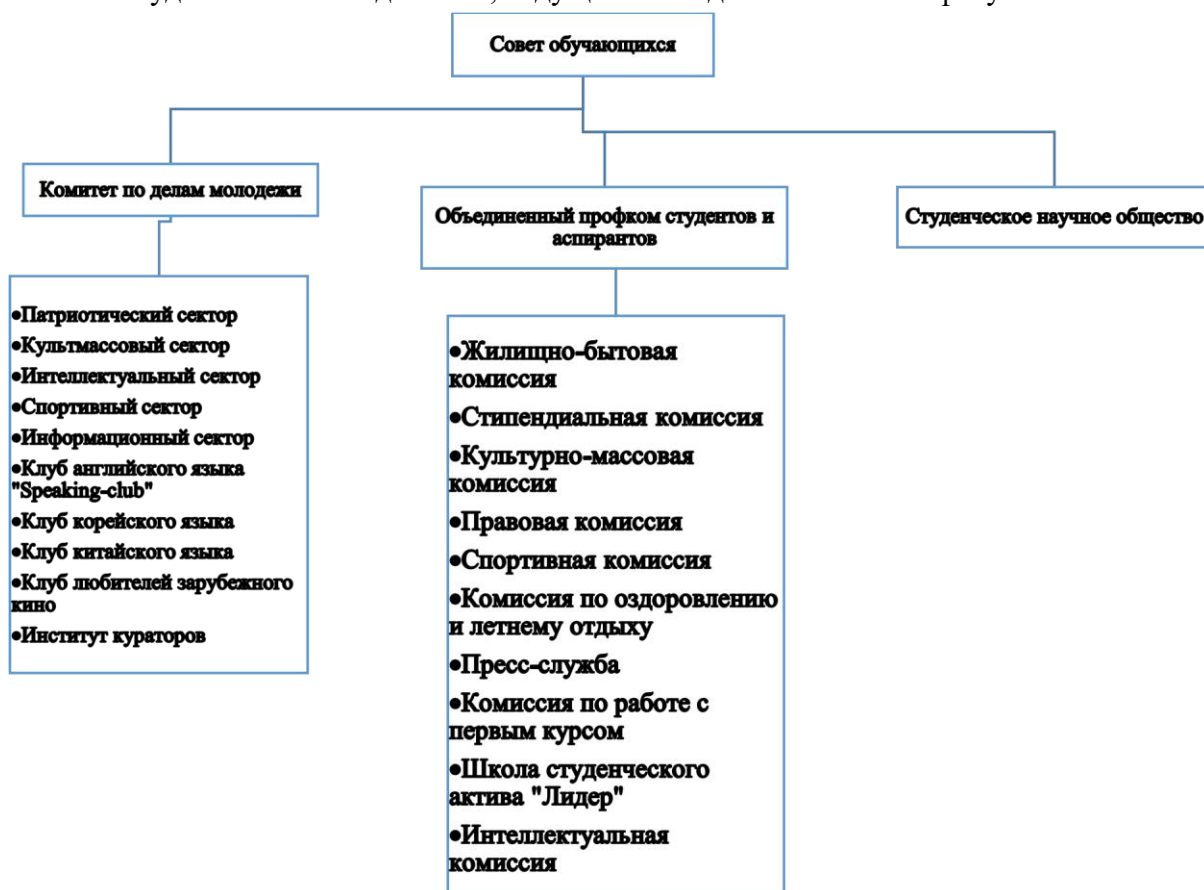 Совет обучающихся
Комитет по делам молодежи
Объединенный профком студентов и
аспирантов
Студенческое научное общество
•Патриотический сектор
•Культмассовый сектор
•Интеллектуальный сектор
•Спортивный сектор
•Информационный сектор
•Клуб английского языка
"Speaking-club"
•Клуб корейского языка
•Клуб китайского языка
•Клуб любителей зарубежного
кино
•Институт кураторов
•Жилищно-бытовая
комиссия
•Стипендиальная комиссия
•Культурно-массовая
комиссия
•Правовая комиссия
•Спортивная комиссия
•Комиссия по оздоровлению
и летнему отдыху
•Пресс-служба
•Комиссия по работе с
первым курсом
•Школа студенческого
актива "Лидер"
•Интеллектуальная
комиссия